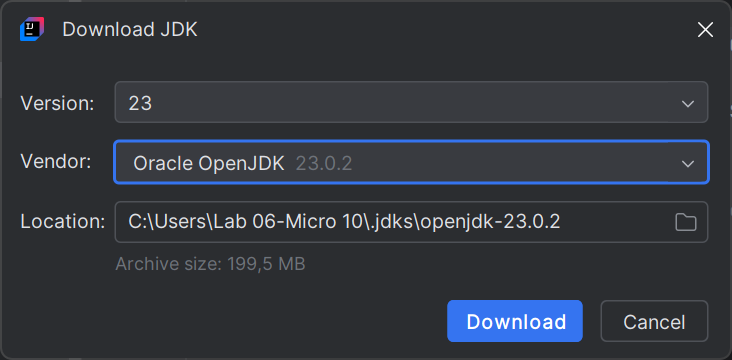 Download JDK
Version: 23
Vendor: Oracle OpenJDK 23.0.2
Location: C:\Users\Lab 06-Micro 10\.jdks\openjdk-23.0.2
Archive size: 199,5 MB
Download Cancel